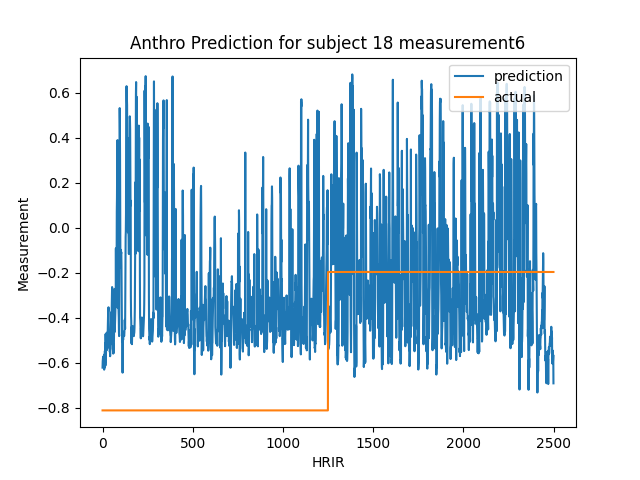 Anthro Prediction for subject 18 measurement6
prediction
actual
Measurement
0.6
0.4
0.2
0.0
−0.2
−0.4
−0.6
−0.8
0 500 1000 1500 2000 2500
HRIR